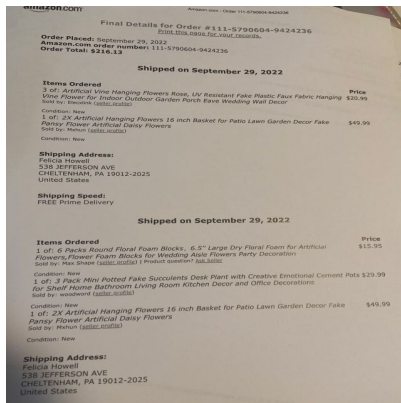 amazon.com
Amazon.com - Order 111-5790604-9424236
Final Details for Order #111-5790604-9424236
Print this page for your records.
Order Placed: September 29, 2022
Amazon.com order number: 111-5790604-9424236
Order Total: $216.13
Shipped on September 29, 2022
Items Ordered Price
3 of: Artificial Vine Hanging Flowers Rose, UV Resistant Fake Plastic Faux Fabric Hanging $20.99
Vine Flower for Indoor Outdoor Garden Porch Eave Wedding Wall Decor
Sold by: (seller profile)
Condition: New
1 of: 2X Artificial Hanging Flowers 16 inch Basket for Patio Lawn Garden Decor Fake $49.99
Pansy Flower Artificial Daisy Flowers
Sold by: Mxhun (seller profile)
Condition: New
Shipping Address:
Felicia Howell
538 JEFFERSON AVE
CHELTENHAM, PA 19012-2025
United States
Shipping Speed:
FREE Prime Delivery
Shipped on September 29, 2022
Items Ordered Price
1 of: 6 Packs Round Floral Foam Blocks, 6.5" Large Dry Floral Foam for Artificial $15.95
Flowers,Flower Foam Blocks for Wedding Aisle Flowers Party Decoration
Sold by: Max Shape (seller profile) | Product question? Ask Seller
Condition: New
1 of: 3 Pack Mini Potted Fake Succulents Desk Plant with Creative Emotional Cement Pots $29.99
for Shelf Home Bathroom Living Room Kitchen Decor and Office Decorations
Sold by: woodword (seller profile)
Condition: New
1 of: 2X Artificial Hanging Flowers 16 inch Basket for Patio Lawn Garden Decor Fake $49.99
Pansy Flower Artificial Daisy Flowers
Sold by: Mxhun (seller profile)
Condition: New
Shipping Address:
Felicia Howell
538 JEFFERSON AVE
CHELTENHAM, PA 19012-2025
United States